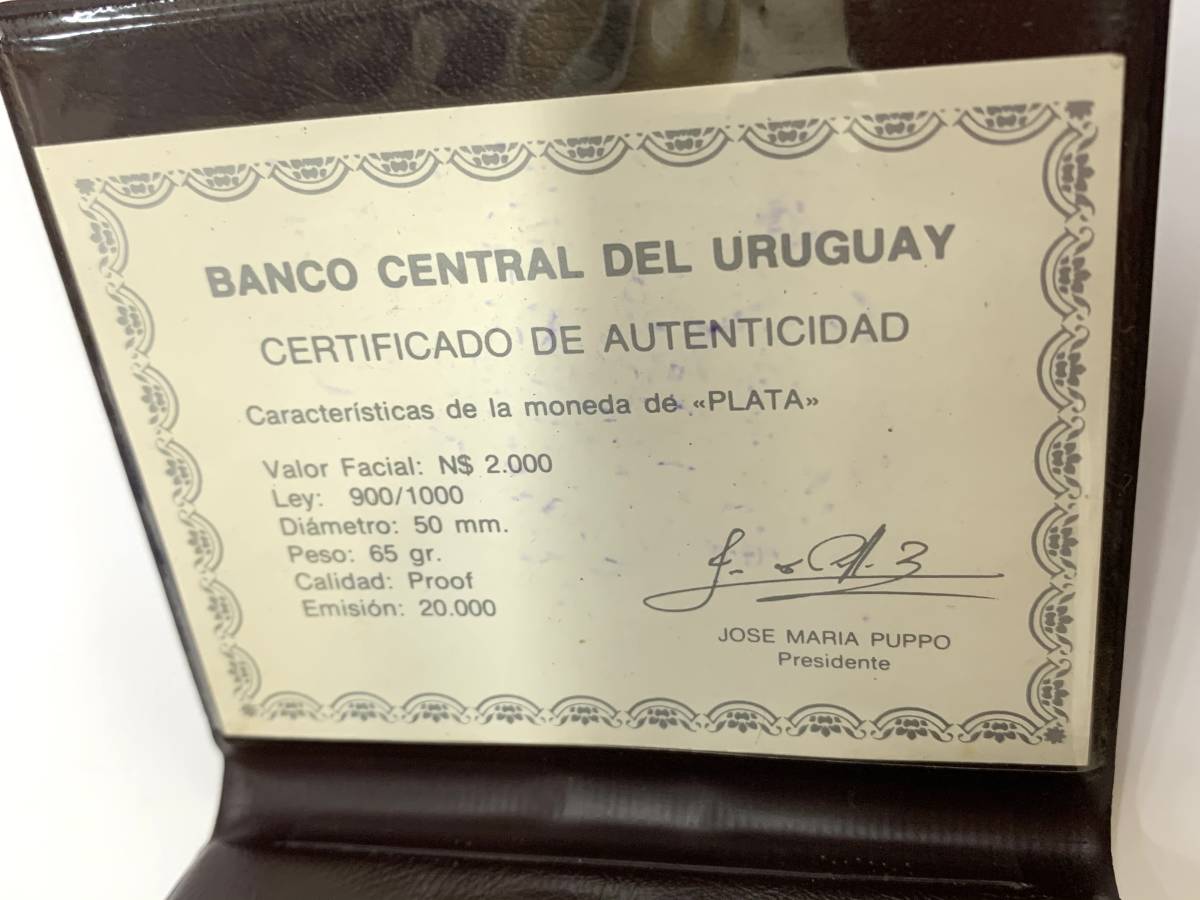 BANCO CENTRAL DEL URUGUAY
CERTIFICADO DE AUTENTICIDAD
Características de la moneda de «PLATA»
Valor Facial: N$ 2.000
Ley: 900/1000
Diámetro: 50 mm.
Peso: 65 gr.
Calidad: Proof
Emisión: 20.000
JOSE MARIA PUPPO
Presidente